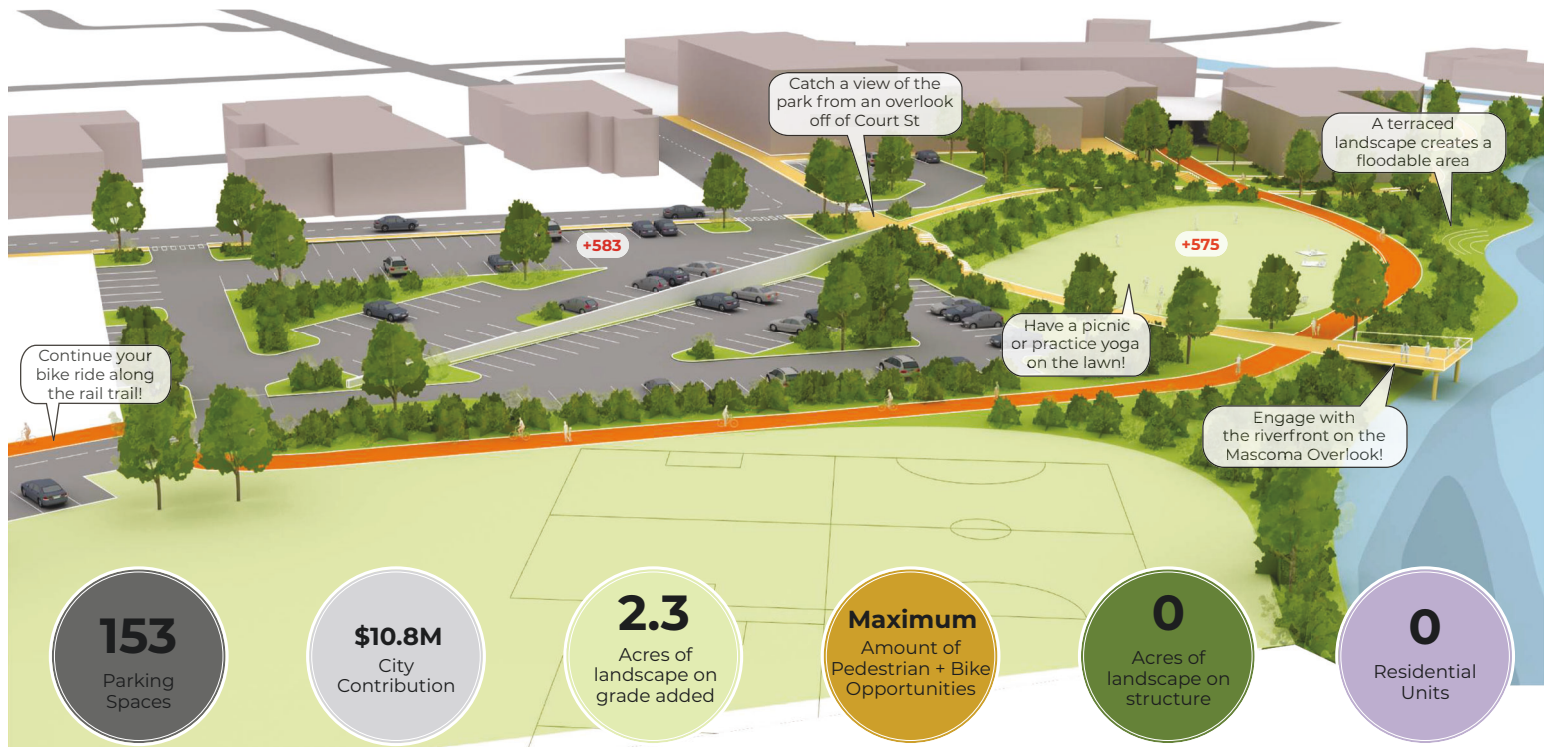 Catch a view of the
park from an overlook
off of Court St
A terraced
landscape creates a
floodable area
+583
+575
Have a picnic
or practice yoga
on the lawn!
Continue your
bike ride along
the rail trail!
Engage with
the riverfront on the
Mascoma Overlook!
153
Parking
Spaces
$10.8M
City
Contribution
2.3
Acres of
landscape on
grade added
Maximum
Amount of
Pedestrian + Bike
Opportunities
0
Acres of
landscape on
structure
0
Residential
Units